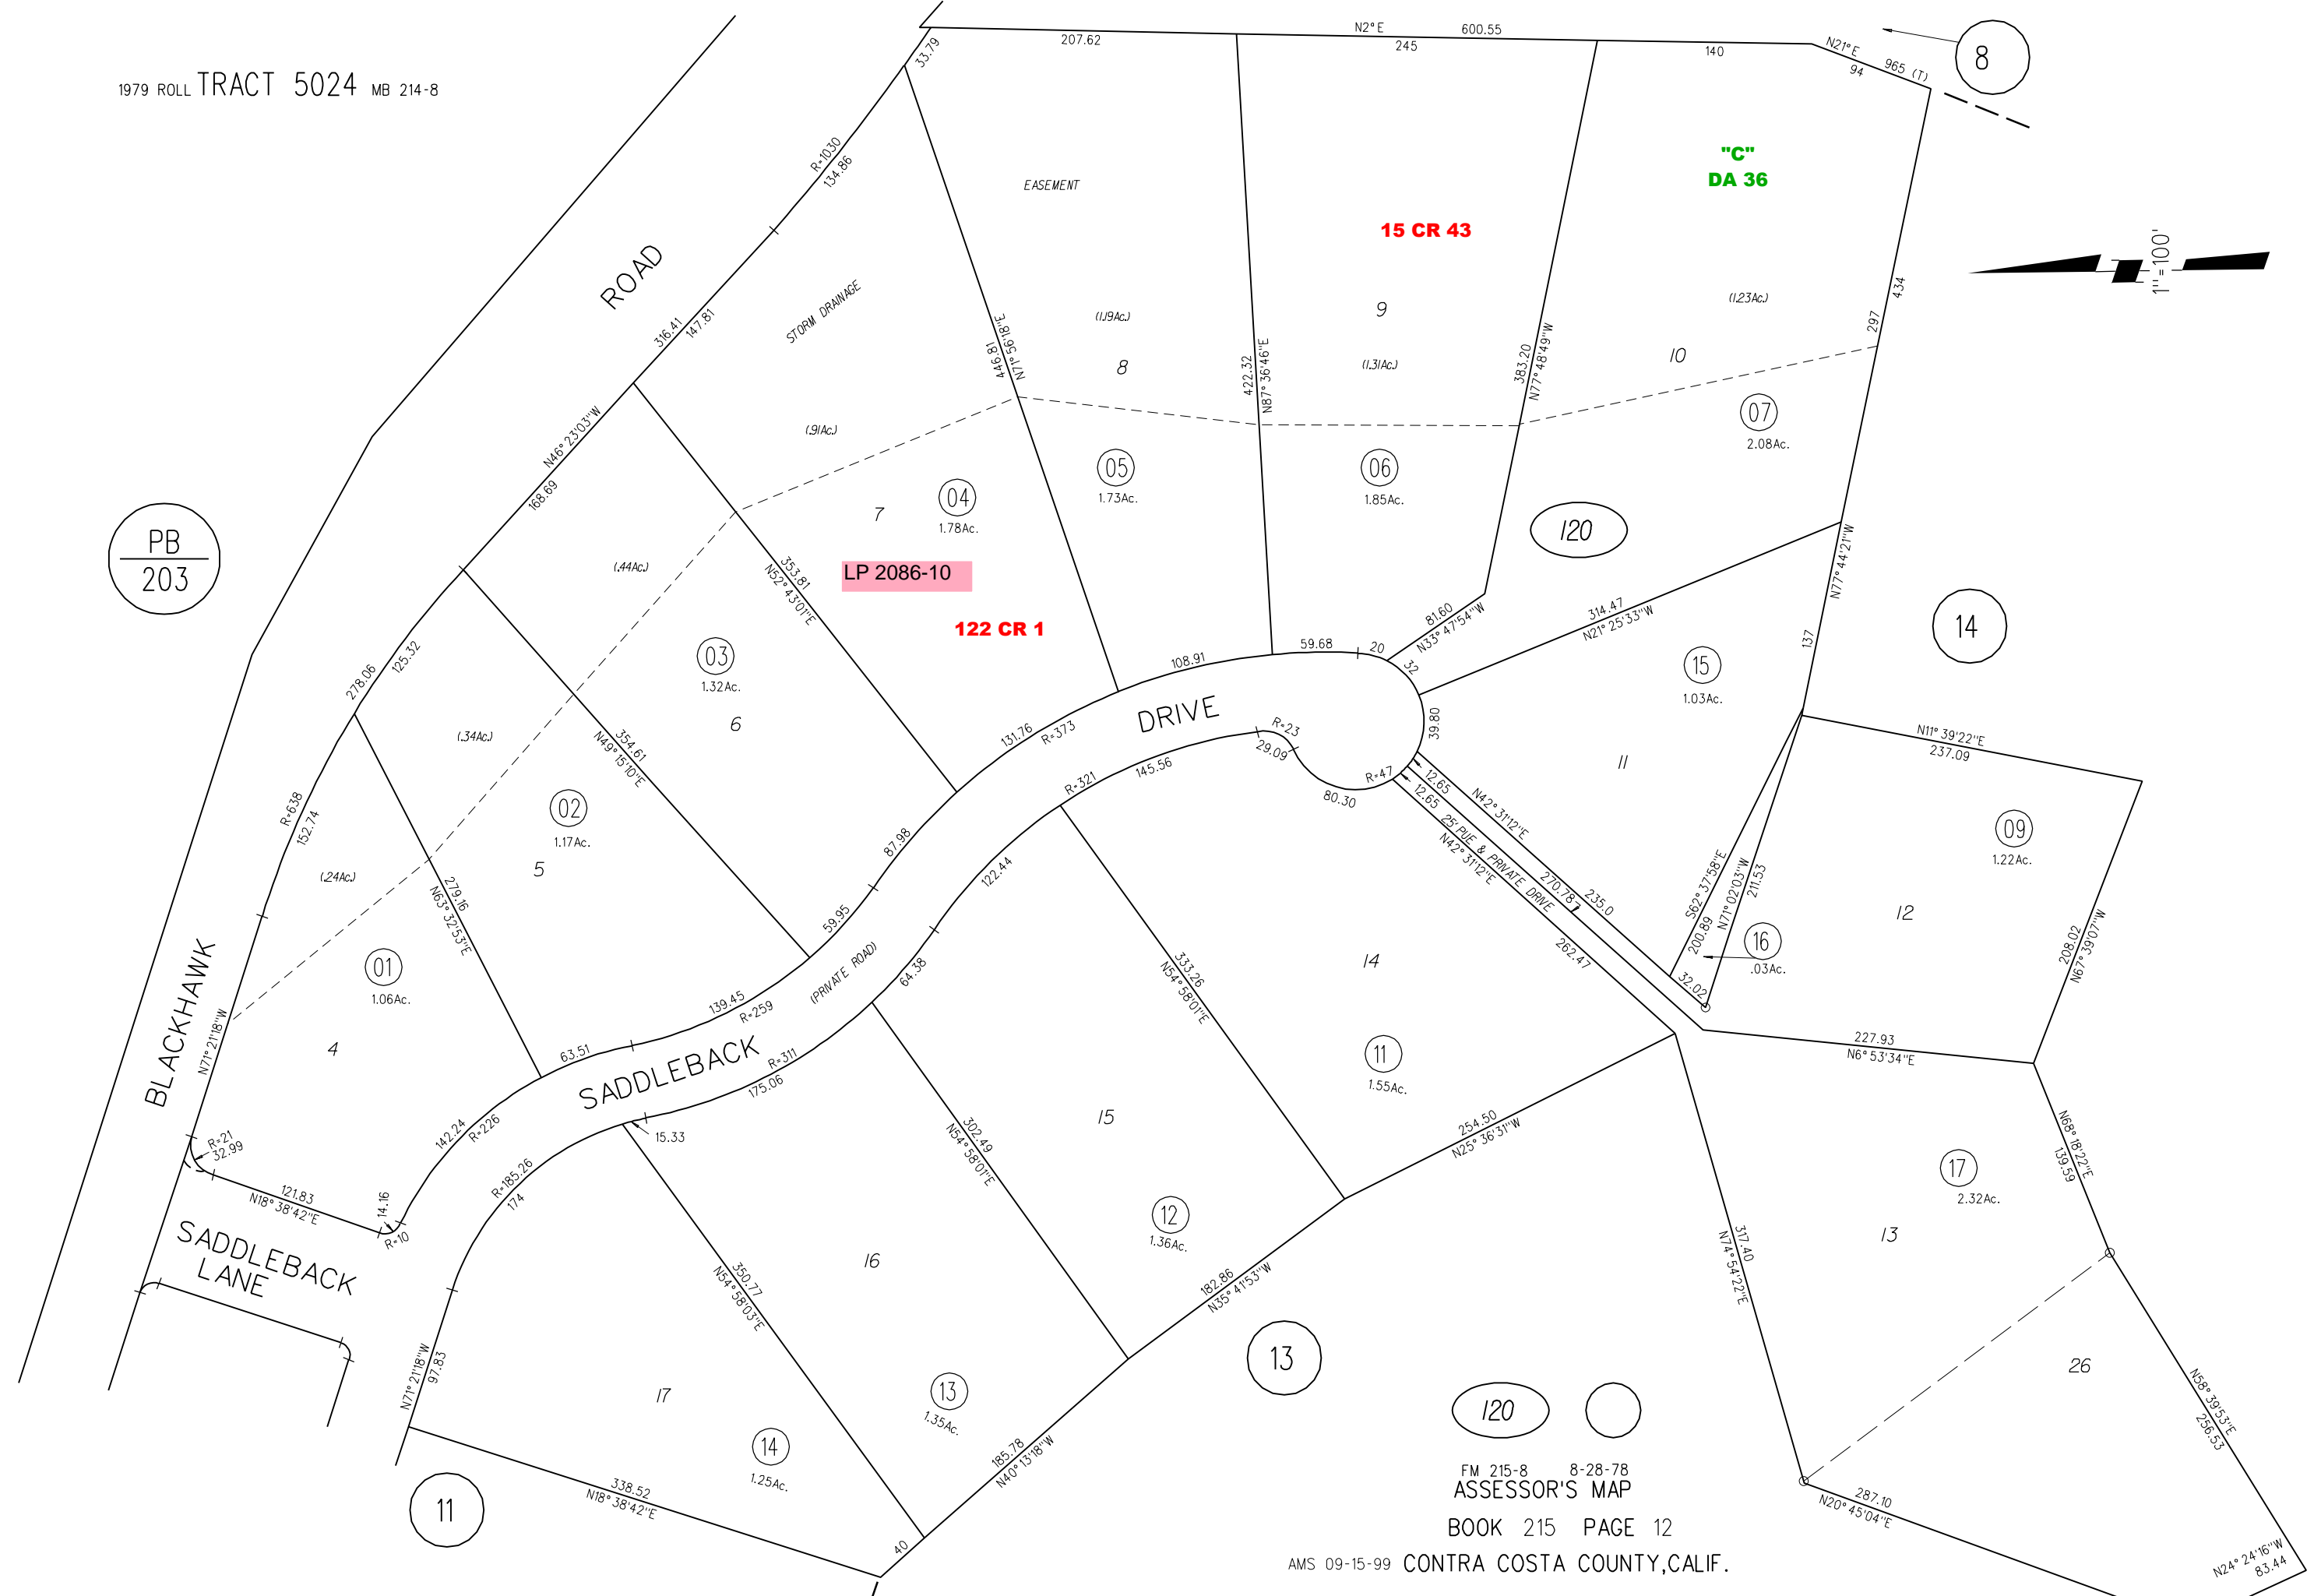 1979 ROLL TRACT 5024 MB 214-8
33.79
207.62
N2°E 600.55
245
140
N21°E
94
965 (T)
8
R=1030
134.86
EASEMENT
"C"
DA 36
15 CR 43
1"=100'
ROAD
316.41
147.81
STORM DRAINAGE
446.81
N71°56'18"E
(1.19Ac.)
8
422.32
N87°36'46"E
9
(1.31Ac.)
383.20
N77°48'49"W
(1.23Ac.)
10
434
297
N46°23'03"W
168.69
(.91Ac.)
04
1.78Ac.
7
05
1.73Ac.
06
1.85Ac.
07
2.08Ac.
120
PB
203
LP 2086-10
122 CR 1
(.44Ac.)
353.81
N52°43'01"E
03
1.32Ac.
6
278.06
125.32
(.34Ac.)
354.61
N49°15'10"E
131.76
R=373
108.91
59.68
20
32
81.60
N33°47'54"W
314.47
N21°25'33"W
N77°44'21"W
137
14
15
1.03Ac.
11
DRIVE
39.80
R=23
29.09
R=47
80.30
R=321
145.56
12.65
12.65
N42°31'12"E
25' PUE & PRIVATE DRIVE
N42°31'12"E
270.78
235.0
262.47
N11°39'22"E
237.09
09
1.22Ac.
12
S62°37'58"E
200.89
N71°02'03"W
211.53
16
.03Ac.
32.02
208.02
N67°39'07"W
227.93
N6°53'34"E
R=638
152.74
(.24Ac.)
02
1.17Ac.
5
279.16
N63°32'53"E
87.98
59.95
122.44
64.38
01
1.06Ac.
4
BLACKHAWK
N71°21'18"W
139.45
R=259
(PRIVATE ROAD)
63.51
SADDLEBACK
R=311
175.06
15.33
142.24
R=226
R=21
32.99
121.83
N18°38'42"E
14.16
R=10
SADDLEBACK
LANE
R=185.26
174
N71°21'18"W
97.83
333.26
N54°58'01"E
14
11
1.55Ac.
15
302.49
N54°58'01"E
254.50
N25°36'31"W
12
1.36Ac.
16
350.77
N54°58'03"E
182.86
N35°41'53"W
13
1.35Ac.
17
14
1.25Ac.
185.78
N40°13'18"W
338.52
N18°38'42"E
40
11
13
317.40
N74°54'22"E
N68°18'22"E
139.59
17
2.32Ac.
13
26
N58°39'53"E
256.53
287.10
N20°45'04"E
N24°24'16"W
83.44
120
FM 215-8 8-28-78
ASSESSOR'S MAP
BOOK 215 PAGE 12
AMS 09-15-99 CONTRA COSTA COUNTY,CALIF.